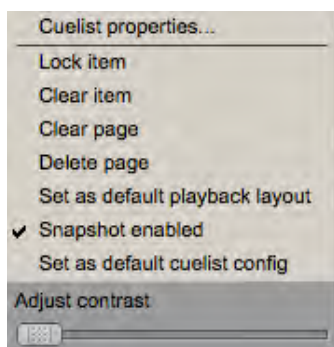 Cuelist properties...
Lock item
Clear item
Clear page
Delete page
Set as default playback layout
Snapshot enabled
Set as default cuelist config
Adjust contrast